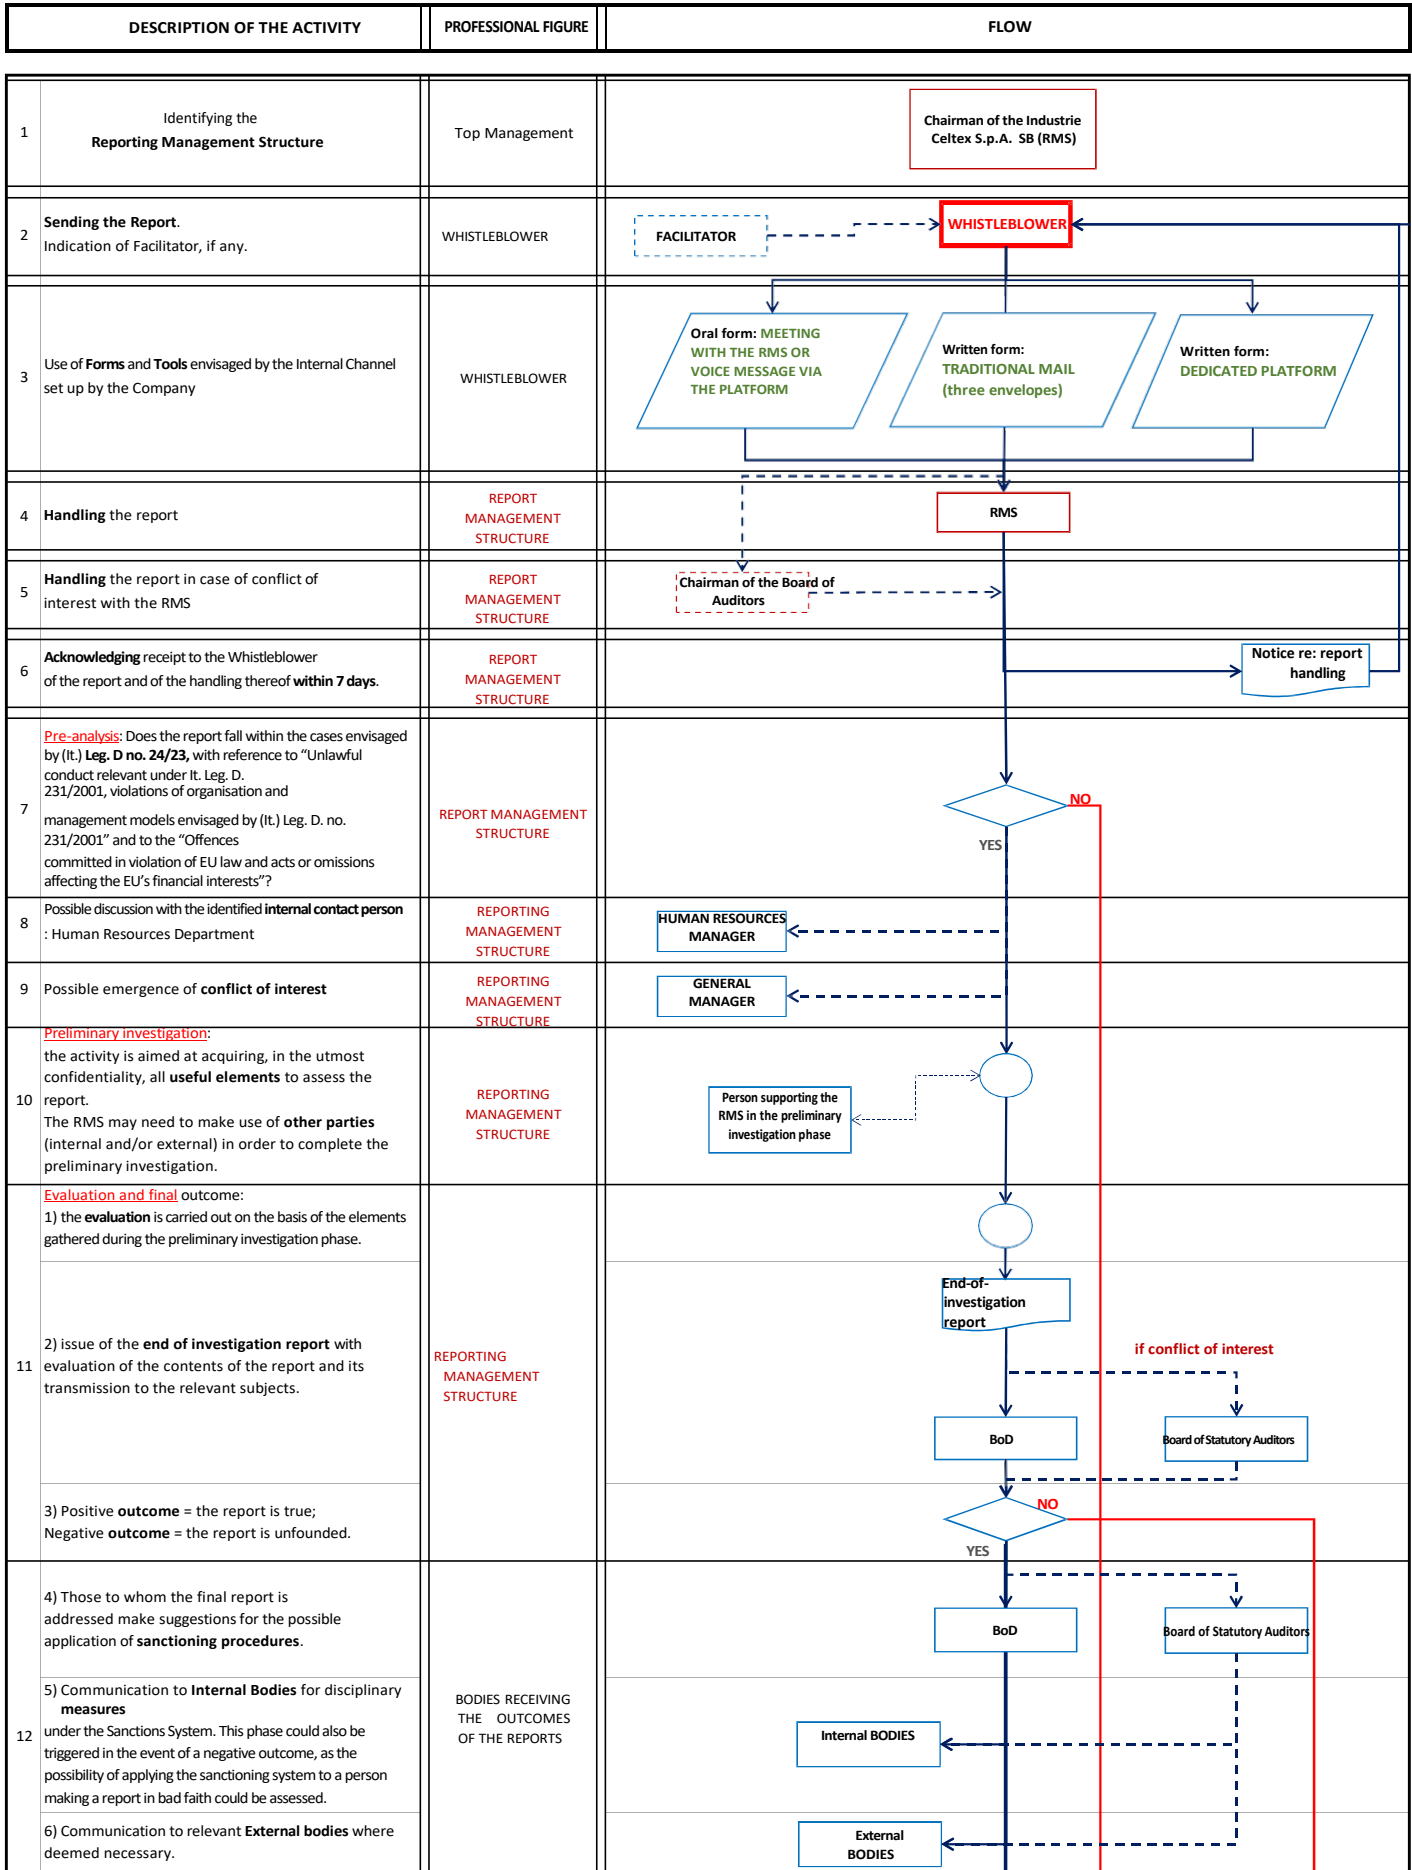 DESCRIPTION OF THE ACTIVITY
PROFESSIONAL FIGURE
FLOW
1
Identifying the
Reporting Management Structure
Top Management
Chairman of the Industrie
Celtex S.p.A. SB (RMS)
2
Sending the Report.
Indication of Facilitator, if any.
WHISTLEBLOWER
FACILITATOR
WHISTLEBLOWER
3
Use of Forms and Tools envisaged by the Internal Channel
set up by the Company
WHISTLEBLOWER
Oral form: MEETING
WITH THE RMS OR
VOICE MESSAGE VIA
THE PLATFORM
Written form:
TRADITIONAL MAIL
(three envelopes)
Written form:
DEDICATED PLATFORM
4
Handling the report
REPORT
MANAGEMENT
STRUCTURE
RMS
5
Handling the report in case of conflict of
interest with the RMS
REPORT
MANAGEMENT
STRUCTURE
Chairman of the Board of
Auditors
6
Acknowledging receipt to the Whistleblower
of the report and of the handling thereof within 7 days.
REPORT
MANAGEMENT
STRUCTURE
Notice re: report
handling
7
Pre-analysis: Does the report fall within the cases envisaged
by (It.) Leg. D no. 24/23, with reference to “Unlawful
conduct relevant under It. Leg. D.
231/2001, violations of organisation and
management models envisaged by (It.) Leg. D. no.
231/2001” and to the “Offences
committed in violation of EU law and acts or omissions
affecting the EU’s financial interests”?
REPORT MANAGEMENT
STRUCTURE
NO
YES
8
Possible discussion with the identified internal contact person
: Human Resources Department
REPORTING
MANAGEMENT
STRUCTURE
HUMAN RESOURCES
MANAGER
9
Possible emergence of conflict of interest
REPORTING
MANAGEMENT
STRUCTURE
GENERAL
MANAGER
10
Preliminary investigation:
the activity is aimed at acquiring, in the utmost
confidentiality, all useful elements to assess the
report.
The RMS may need to make use of other parties
(internal and/or external) in order to complete the
preliminary investigation.
REPORTING
MANAGEMENT
STRUCTURE
Person supporting the
RMS in the preliminary
investigation phase
11
Evaluation and final outcome:
1) the evaluation is carried out on the basis of the elements
gathered during the preliminary investigation phase.
2) issue of the end of investigation report with
evaluation of the contents of the report and its
transmission to the relevant subjects.
3) Positive outcome = the report is true;
Negative outcome = the report is unfounded.
REPORTING
MANAGEMENT
STRUCTURE
End-of-
investigation
report
if conflict of interest
BoD
Board of Statutory Auditors
NO
YES
12
4) Those to whom the final report is
addressed make suggestions for the possible
application of sanctioning procedures.
5) Communication to Internal Bodies for disciplinary
measures
under the Sanctions System. This phase could also be
triggered in the event of a negative outcome, as the
possibility of applying the sanctioning system to a person
making a report in bad faith could be assessed.
6) Communication to relevant External bodies where
deemed necessary.
BODIES RECEIVING
THE OUTCOMES
OF THE REPORTS
BoD
Board of Statutory Auditors
Internal BODIES
External
BODIES